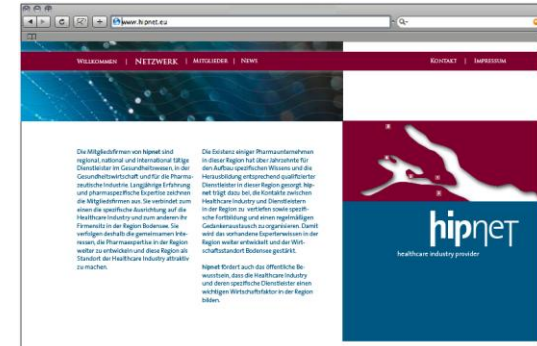 www.hipnet.eu
Q-
WILLKOMMEN | NETZWERK | MITGLIEDER | NEWS
KONTAKT | IMPRESSUM
Die Mitgliedsfirmen von hipnet sind
regional, national und international tätige
Dienstleister im Gesundheitswesen, in der
Gesundheitswirtschaft und für die Pharma-
zeutische Industrie. Langjährige Erfahrung
und pharmaspezifische Expertise zeichnen
die Mitgliedsfirmen aus. Sie verbindet zum
einen die spezifische Ausrichtung auf die
Healthcare Industry und zum anderen ihr
Firmensitz in der Region Bodensee. Sie
verfolgen deshalb die gemeinsamen Inte-
ressen, die Pharmaexpertise in der Region
weiter zu entwickeln und diese Region als
Standort der Healthcare Industry attraktiv
zu machen.
Die Existenz einiger Pharmaunternehmen
in dieser Region hat über Jahrzehnte für
den Aufbau spezifischen Wissens und die
Herausbildung entsprechend qualifizierter
Dienstleister in dieser Region gesorgt. hip-
net trägt dazu bei, die Kontakte zwischen
Healthcare Industry und Dienstleistern
in der Region zu vertiefen sowie spezifi-
sche Fortbildung und einen regelmäßigen
Gedankenaustausch zu organisieren. Damit
wird das vorhandene Expertenwissen in der
Region weiter entwickelt und der Wirt-
schaftsstandort Bodensee gestärkt.
hipnet fördert auch das öffentliche Be-
wusstsein, dass die Healthcare Industry
und deren spezifische Dienstleister einen
wichtigen Wirtschaftsfaktor in der Region
bilden.
hipnet
healthcare industry provider